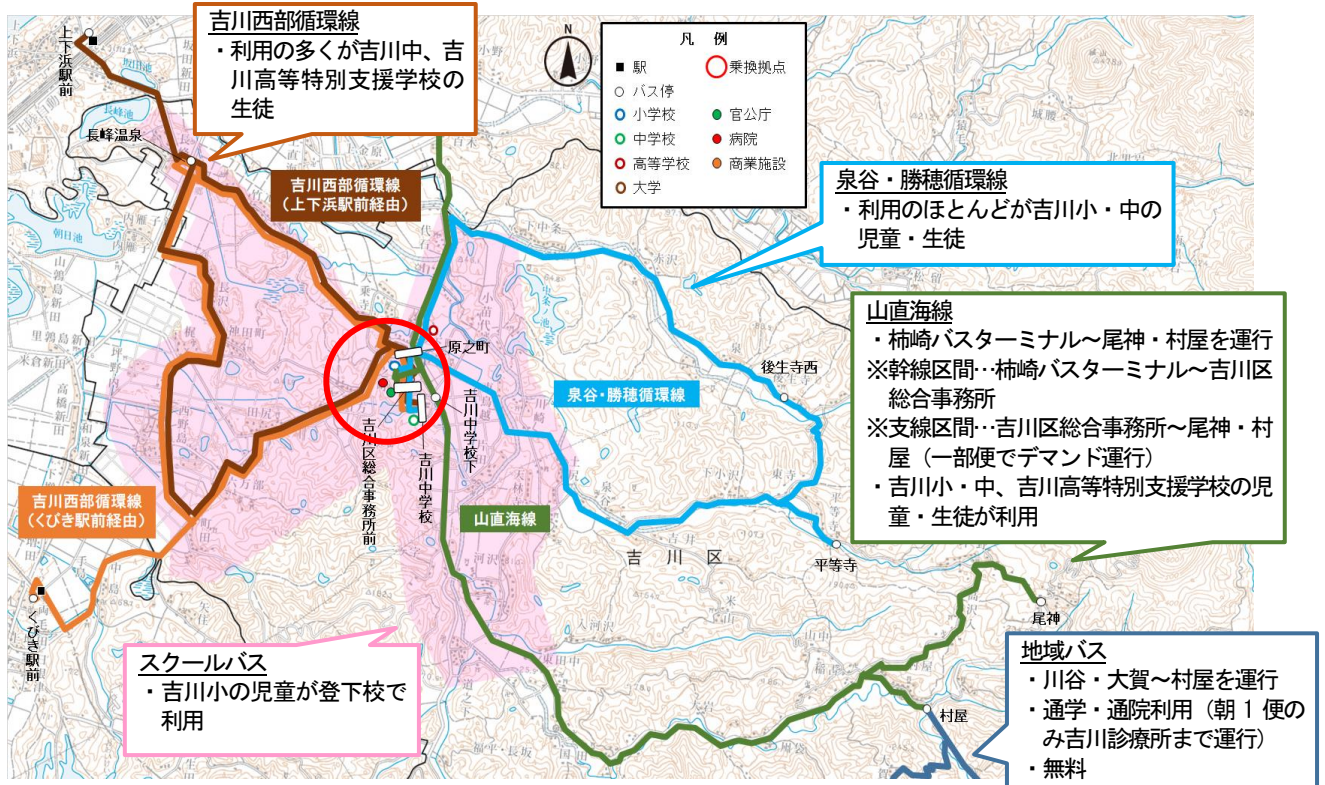 吉川西部循環線
・利用の多くが吉川中、吉
川高等特別支援学校の
生徒
N
凡 例
駅
乗換拠点
バス停
小学校
官公庁
中学校
病院
高等学校
商業施設
大学
泉谷・勝穂循環線
・利用のほとんどが吉川小・中の
児童・生徒
山直海線
・柿崎バスターミナル～尾神・村屋を運行
※幹線区間…柿崎バスターミナル～吉川区
総合事務所
※支線区間…吉川区総合事務所～尾神・村
屋（一部便でデマンド運行）
・吉川小・中、吉川高等特別支援学校の児
童・生徒が利用
上下浜駅前
長峰温泉
長峰池
朝日池
吉川西部循環線
（上下浜駅前経由）
原之町
後生寺西
泉谷・勝穂循環線
吉川中学校下
吉川区総合事務所前
吉川中学校
山直海線
吉川西部循環線
（くびき駅前経由）
吉川区
平等寺
尾神
くびき駅前
村屋
スクールバス
・吉川小の児童が登下校で
利用
地域バス
・川谷・大賀～村屋を運行
・通学・通院利用（朝１便の
み吉川診療所まで運行）
・無料